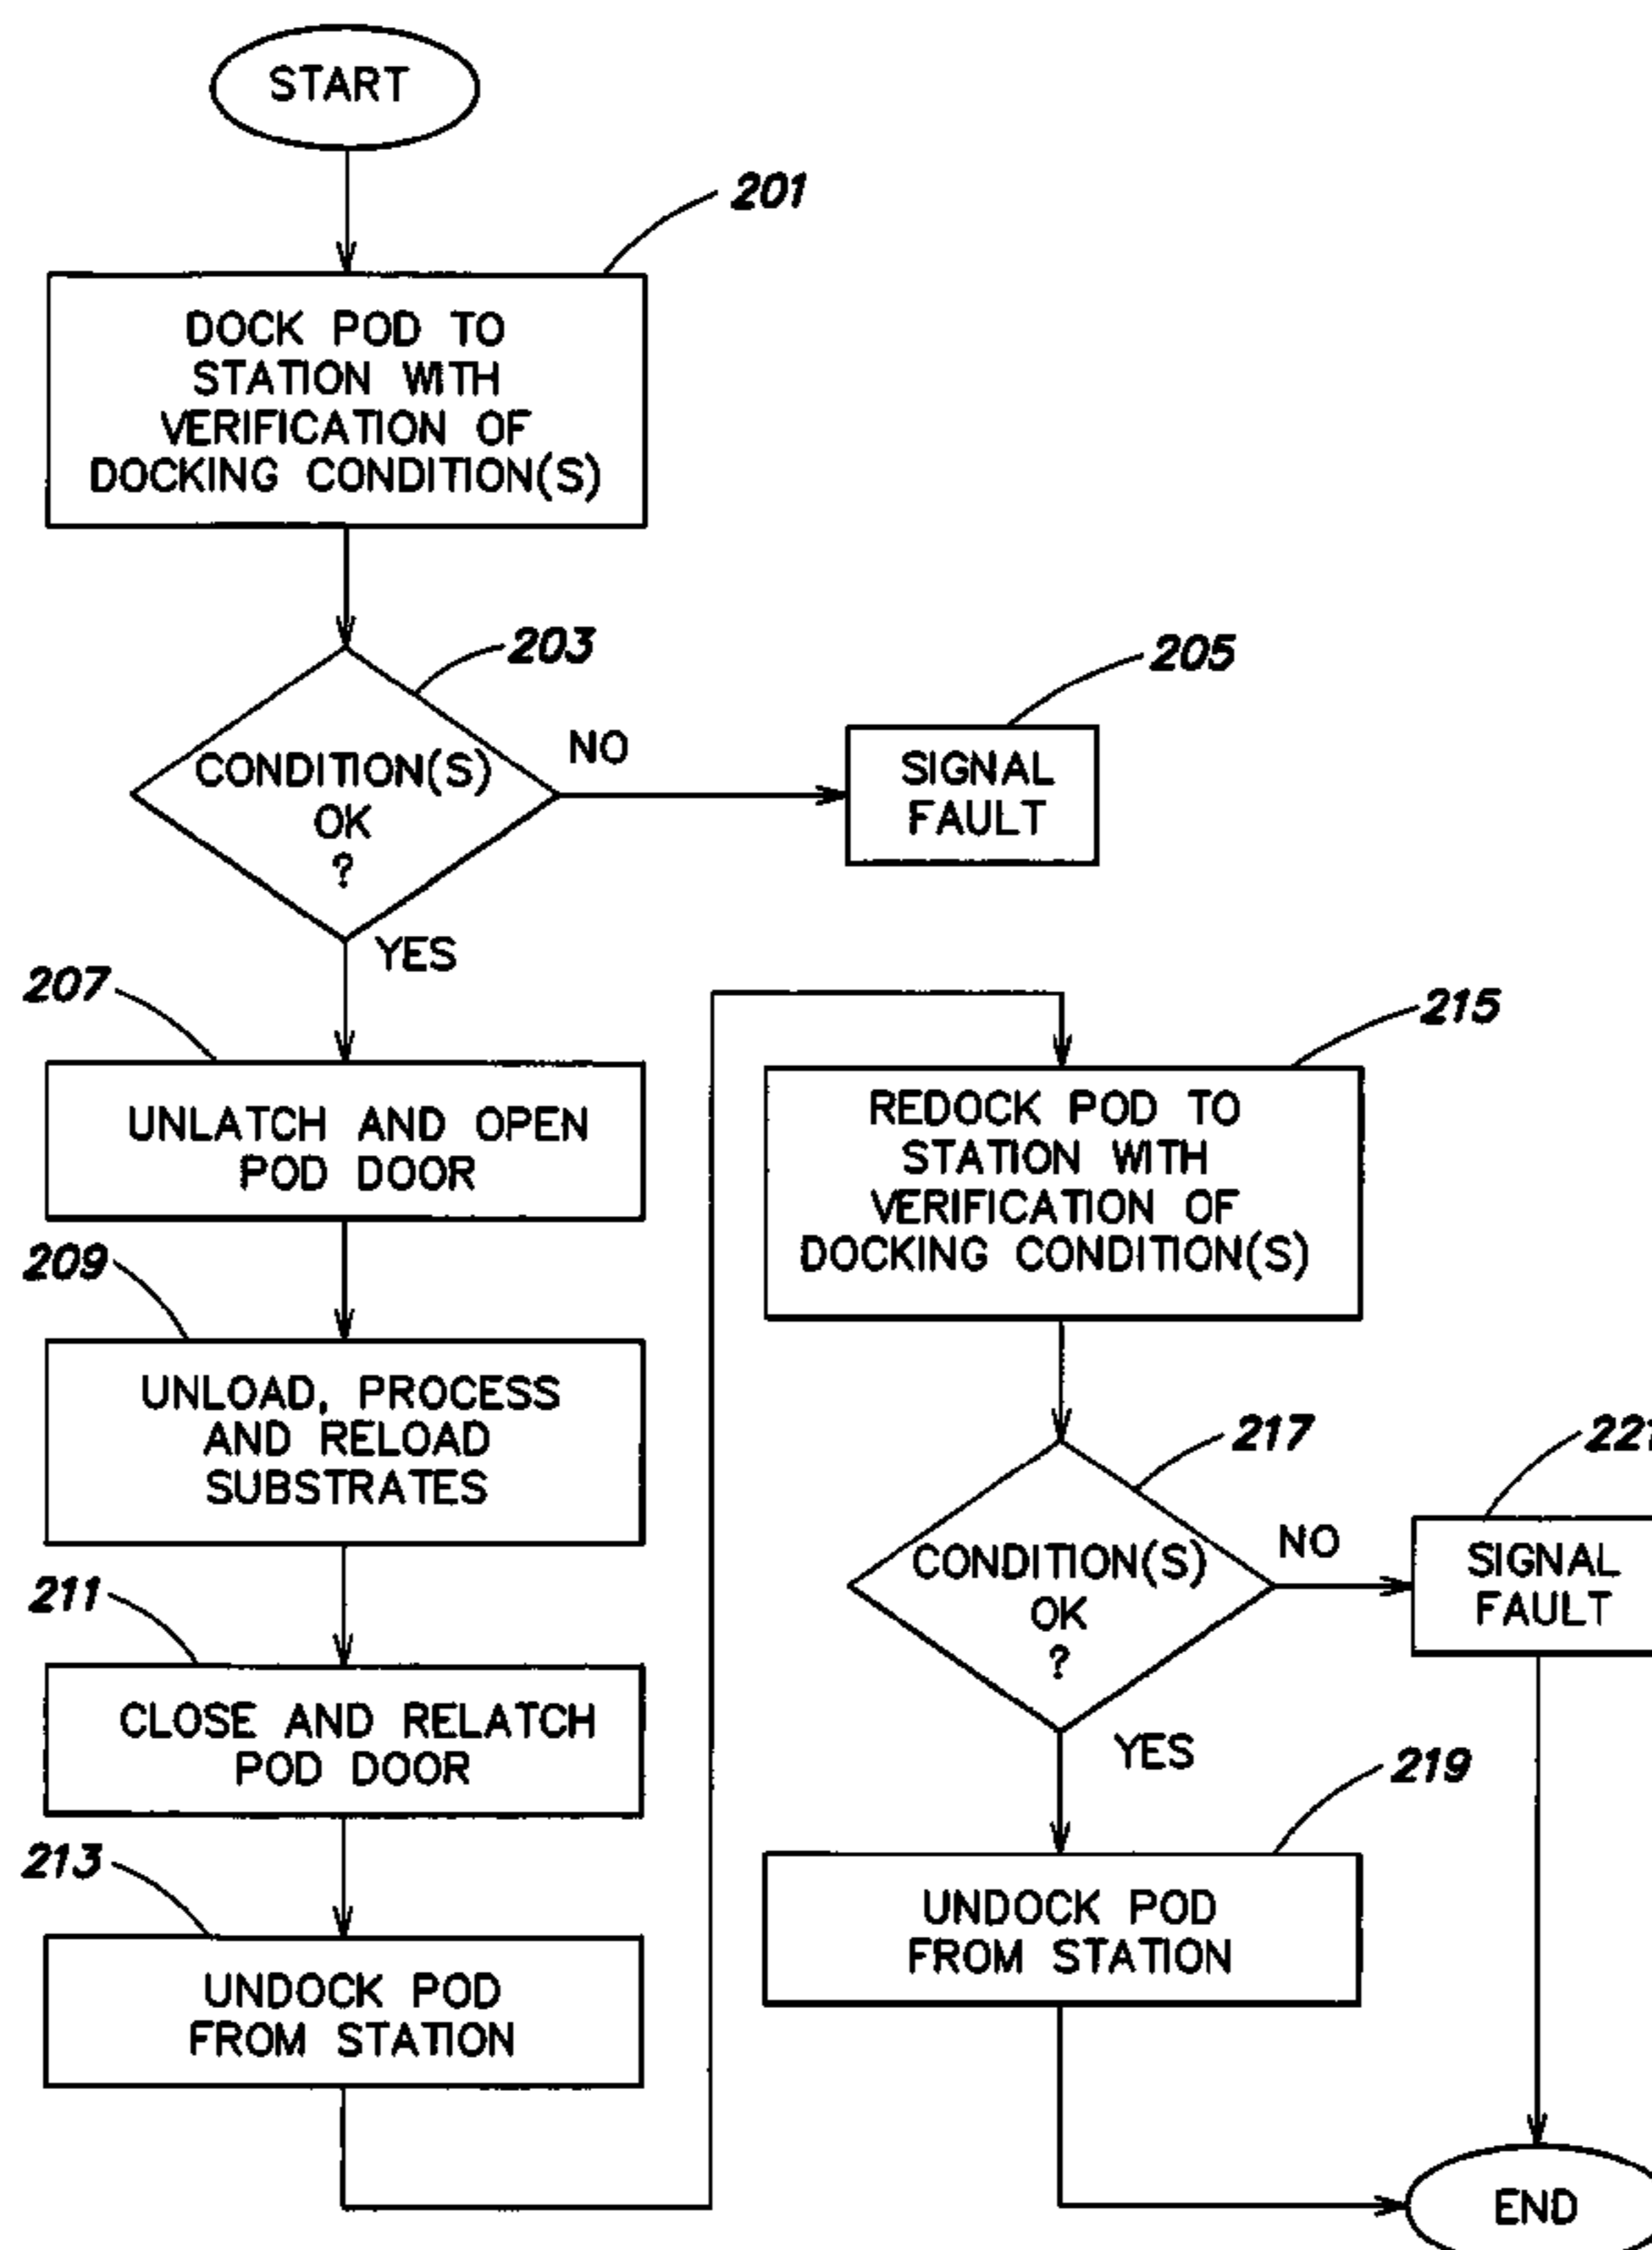 START
201
DOCK POD TO
STATION WITH
VERIFICATION OF
DOCKING CONDITION(S)
203
CONDITION(S)
OK
?
NO
205
SIGNAL
FAULT
YES
207
UNLATCH AND OPEN
POD DOOR
209
UNLOAD, PROCESS
AND RELOAD
SUBSTRATES
211
CLOSE AND RELATCH
POD DOOR
213
UNDOCK POD
FROM STATION
215
REDOCK POD TO
STATION WITH
VERIFICATION OF
DOCKING CONDITION(S)
217
CONDITION(S)
OK
?
NO
221
SIGNAL
FAULT
YES
219
UNDOCK POD
FROM STATION
END